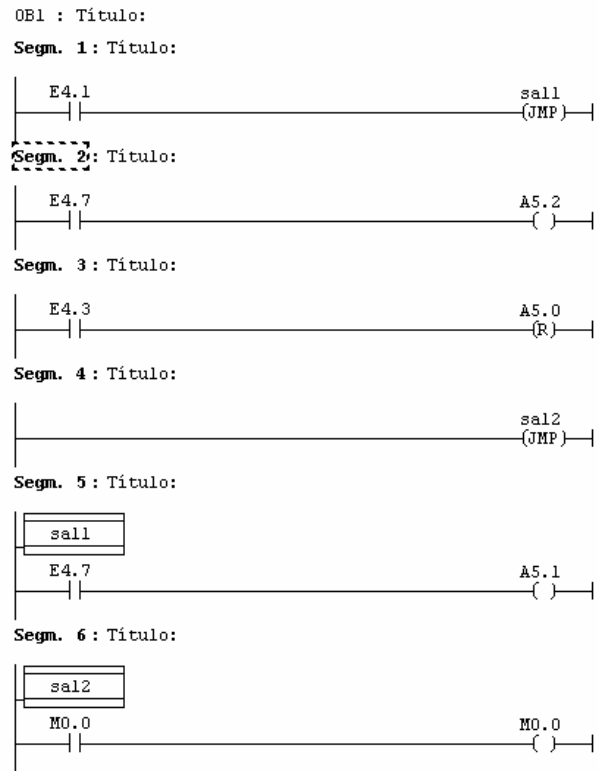 OB1 : Título:
Segm. 1 : Título:
E4.1 sal1
(JMP)
Segm. 2 : Título:
E4.7 A5.2
( )
Segm. 3 : Título:
E4.3 A5.0
(R)
Segm. 4 : Título:
sal2
(JMP)
Segm. 5 : Título:
sal1
E4.7 A5.1
( )
Segm. 6 : Título:
sal2
M0.0 M0.0
( )